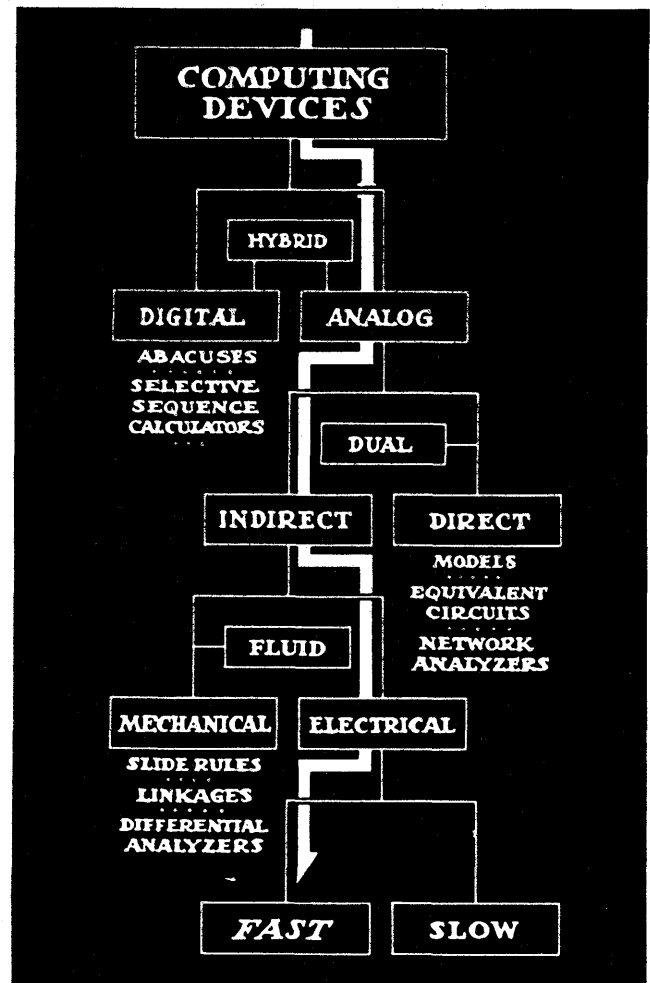 COMPUTING
DEVICES
HYBRID
DIGITAL
ANALOG
ABACUSES
SELECTIVE
SEQUENCE
CALCULATORS
DUAL
INDIRECT
DIRECT
MODELS
EQUIVALENT
CIRCUITS
NETWORK
ANALYZERS
FLUID
MECHANICAL
ELECTRICAL
SLIDE RULES
LINKAGES
DIFFERENTIAL
ANALYZERS
FAST
SLOW